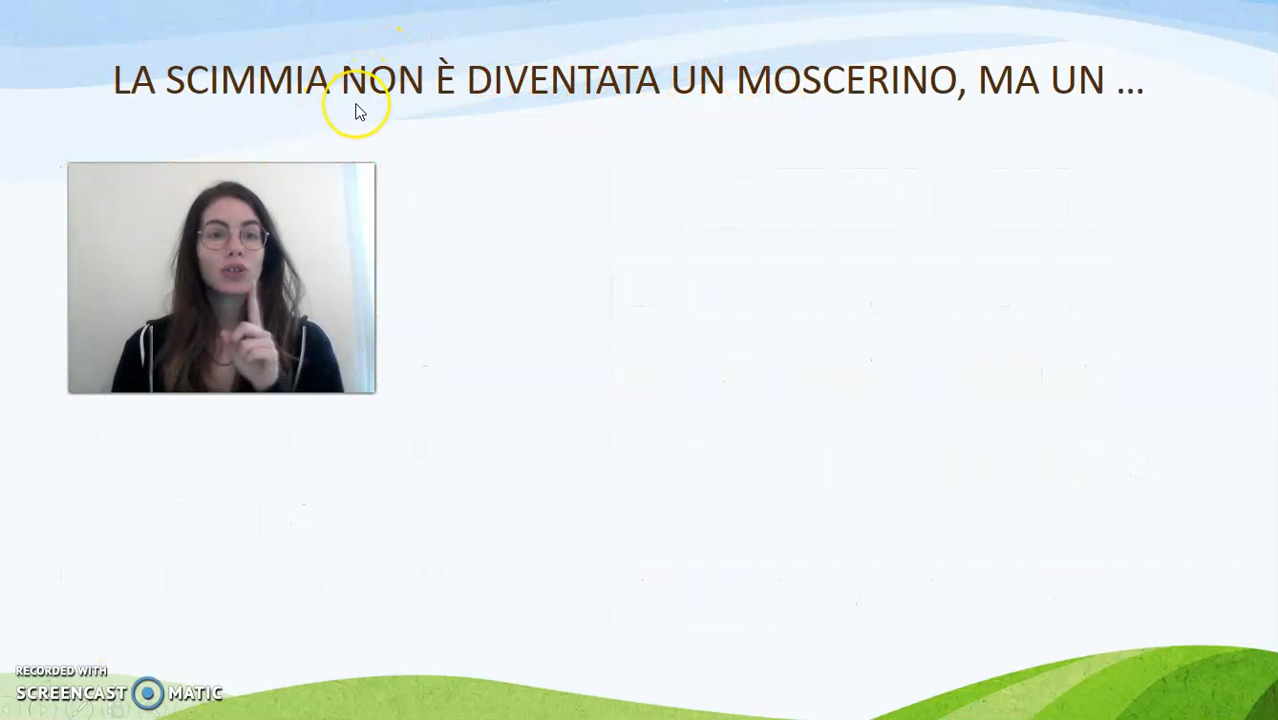 LA SCIMMIA NON È DIVENTATA UN MOSCERINO, MA UN ...
RECORDED WITH
SCREENCAST MATIC